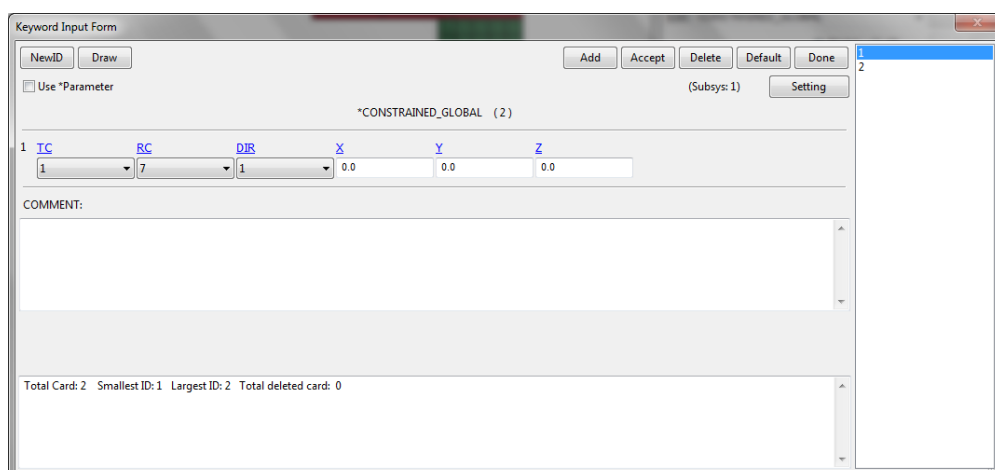 Keyword Input Form
NewID Draw Add Accept Delete Default Done
Use *Parameter (Subsys: 1) Setting
*CONSTRAINED_GLOBAL (2)
1 TC RC DIR X Y Z
1 7 1 0.0 0.0 0.0
COMMENT:
Total Card: 2 Smallest ID: 1 Largest ID: 2 Total deleted card: 0
1
2